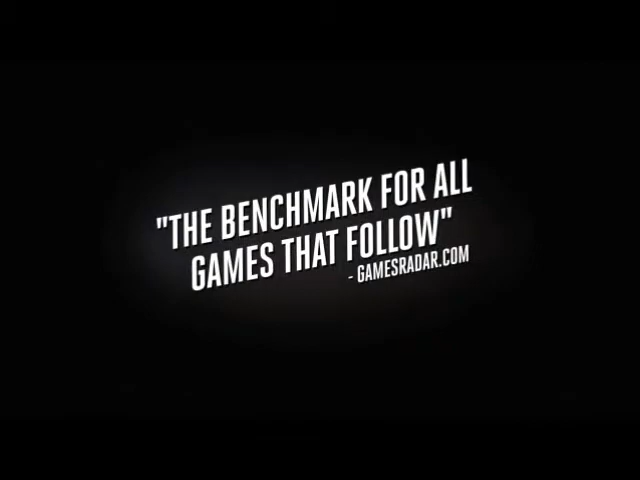 "THE BENCHMARK FOR ALL
GAMES THAT FOLLOW"
- GAMESRADAR.COM